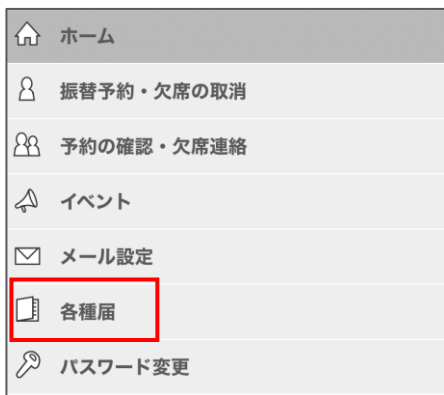 ホーム
振替予約・欠席の取消
予約の確認・欠席連絡
イベント
メール設定
各種届
パスワード変更